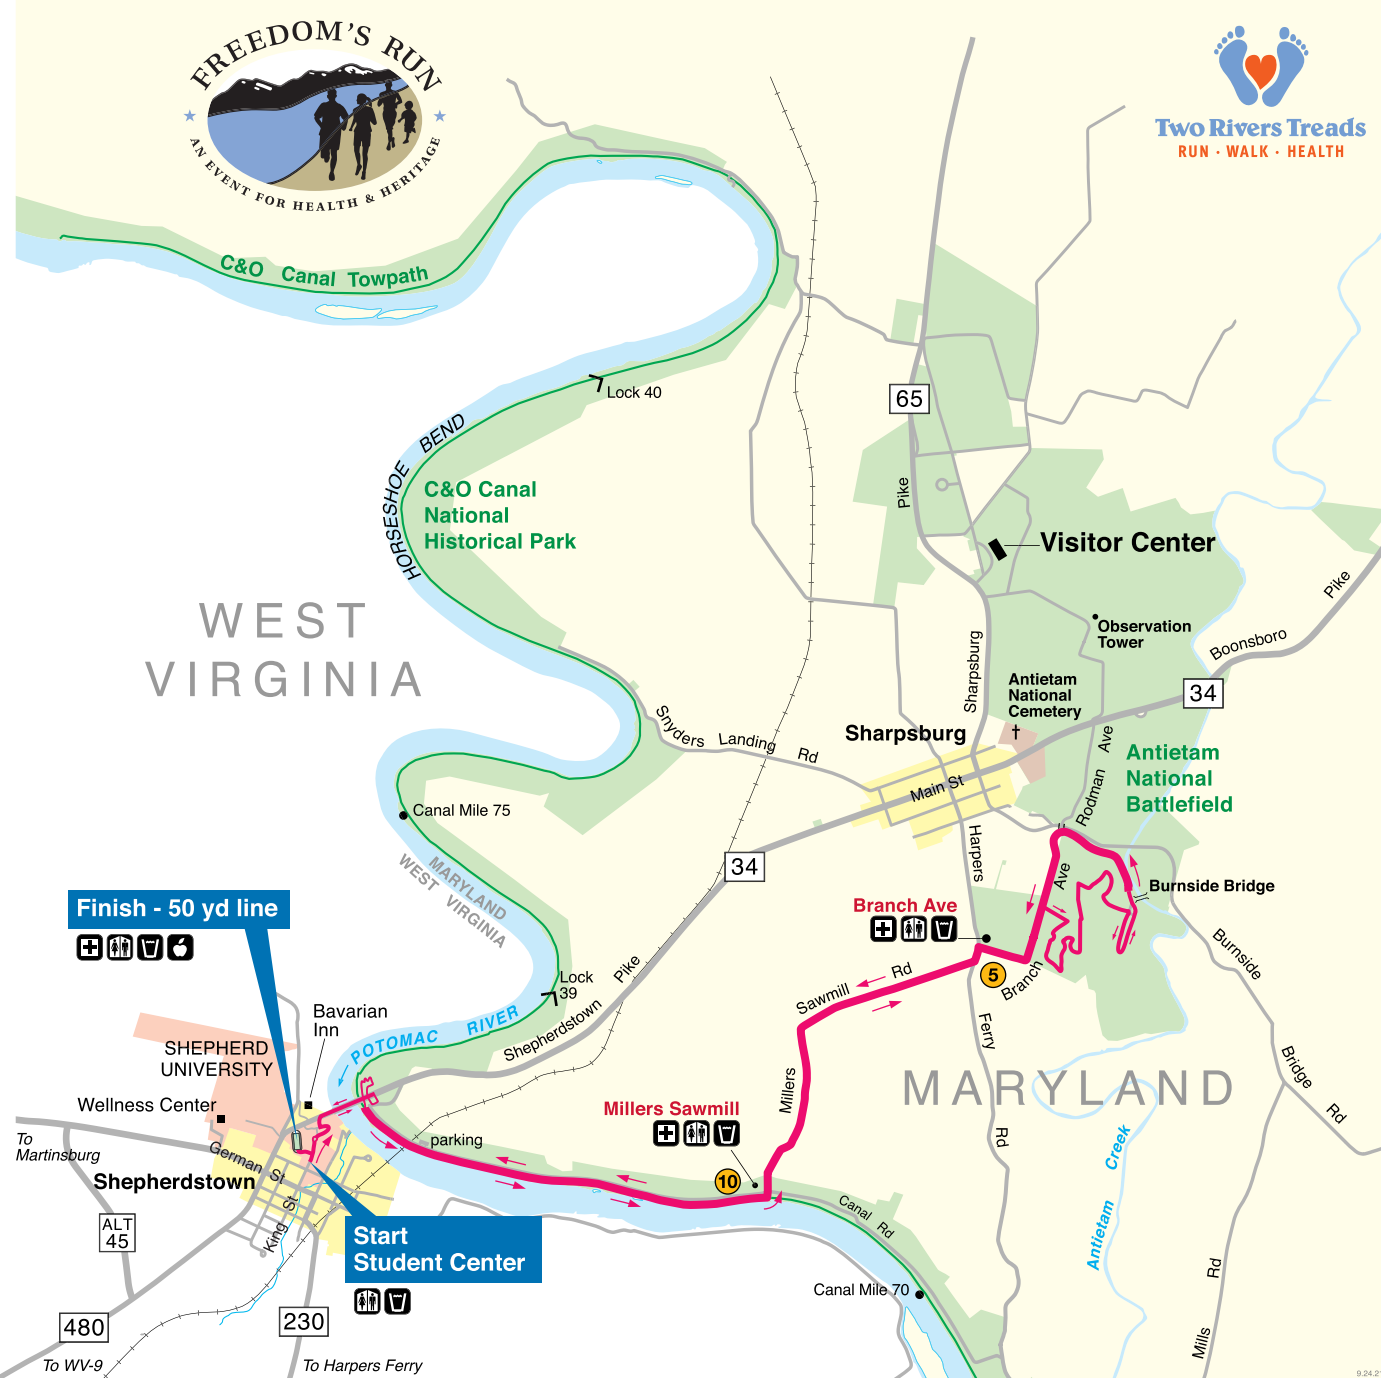 FREEDOM'S RUN
AN EVENT FOR HEALTH & HERITAGE
Two Rivers Treads
RUN · WALK · HEALTH
C&O Canal Towpath
Lock 40
HORSESHOE BEND
C&O Canal
National
Historical Park
65
Pike
Visitor Center
Observation
Tower
Boonsboro
Pike
34
WEST
VIRGINIA
Sharpsburg
Antietam
National
Cemetery
Sharpsburg
Snyders Landing Rd
Main St
Rodman Ave
Antietam
National
Battlefield
Canal Mile 75
MARYLAND
WEST VIRGINIA
34
Harpers
Ave
Burnside Bridge
Finish - 50 yd line
Branch Ave
5
Branch
Burnside
Bridge
Rd
Sawmill Rd
Lock
39
Pike
Shepherdstown
POTOMAC RIVER
Bavarian
Inn
SHEPHERD
UNIVERSITY
Wellness Center
Ferry
Rd
MARYLAND
Millers
Millers Sawmill
10
parking
To
Martinsburg
German St
Shepherdstown
King St
ALT
45
Start
Student Center
Canal Rd
Canal Mile 70
Antietam Creek
Mills Rd
480
230
To WV-9
To Harpers Ferry
9.24.21